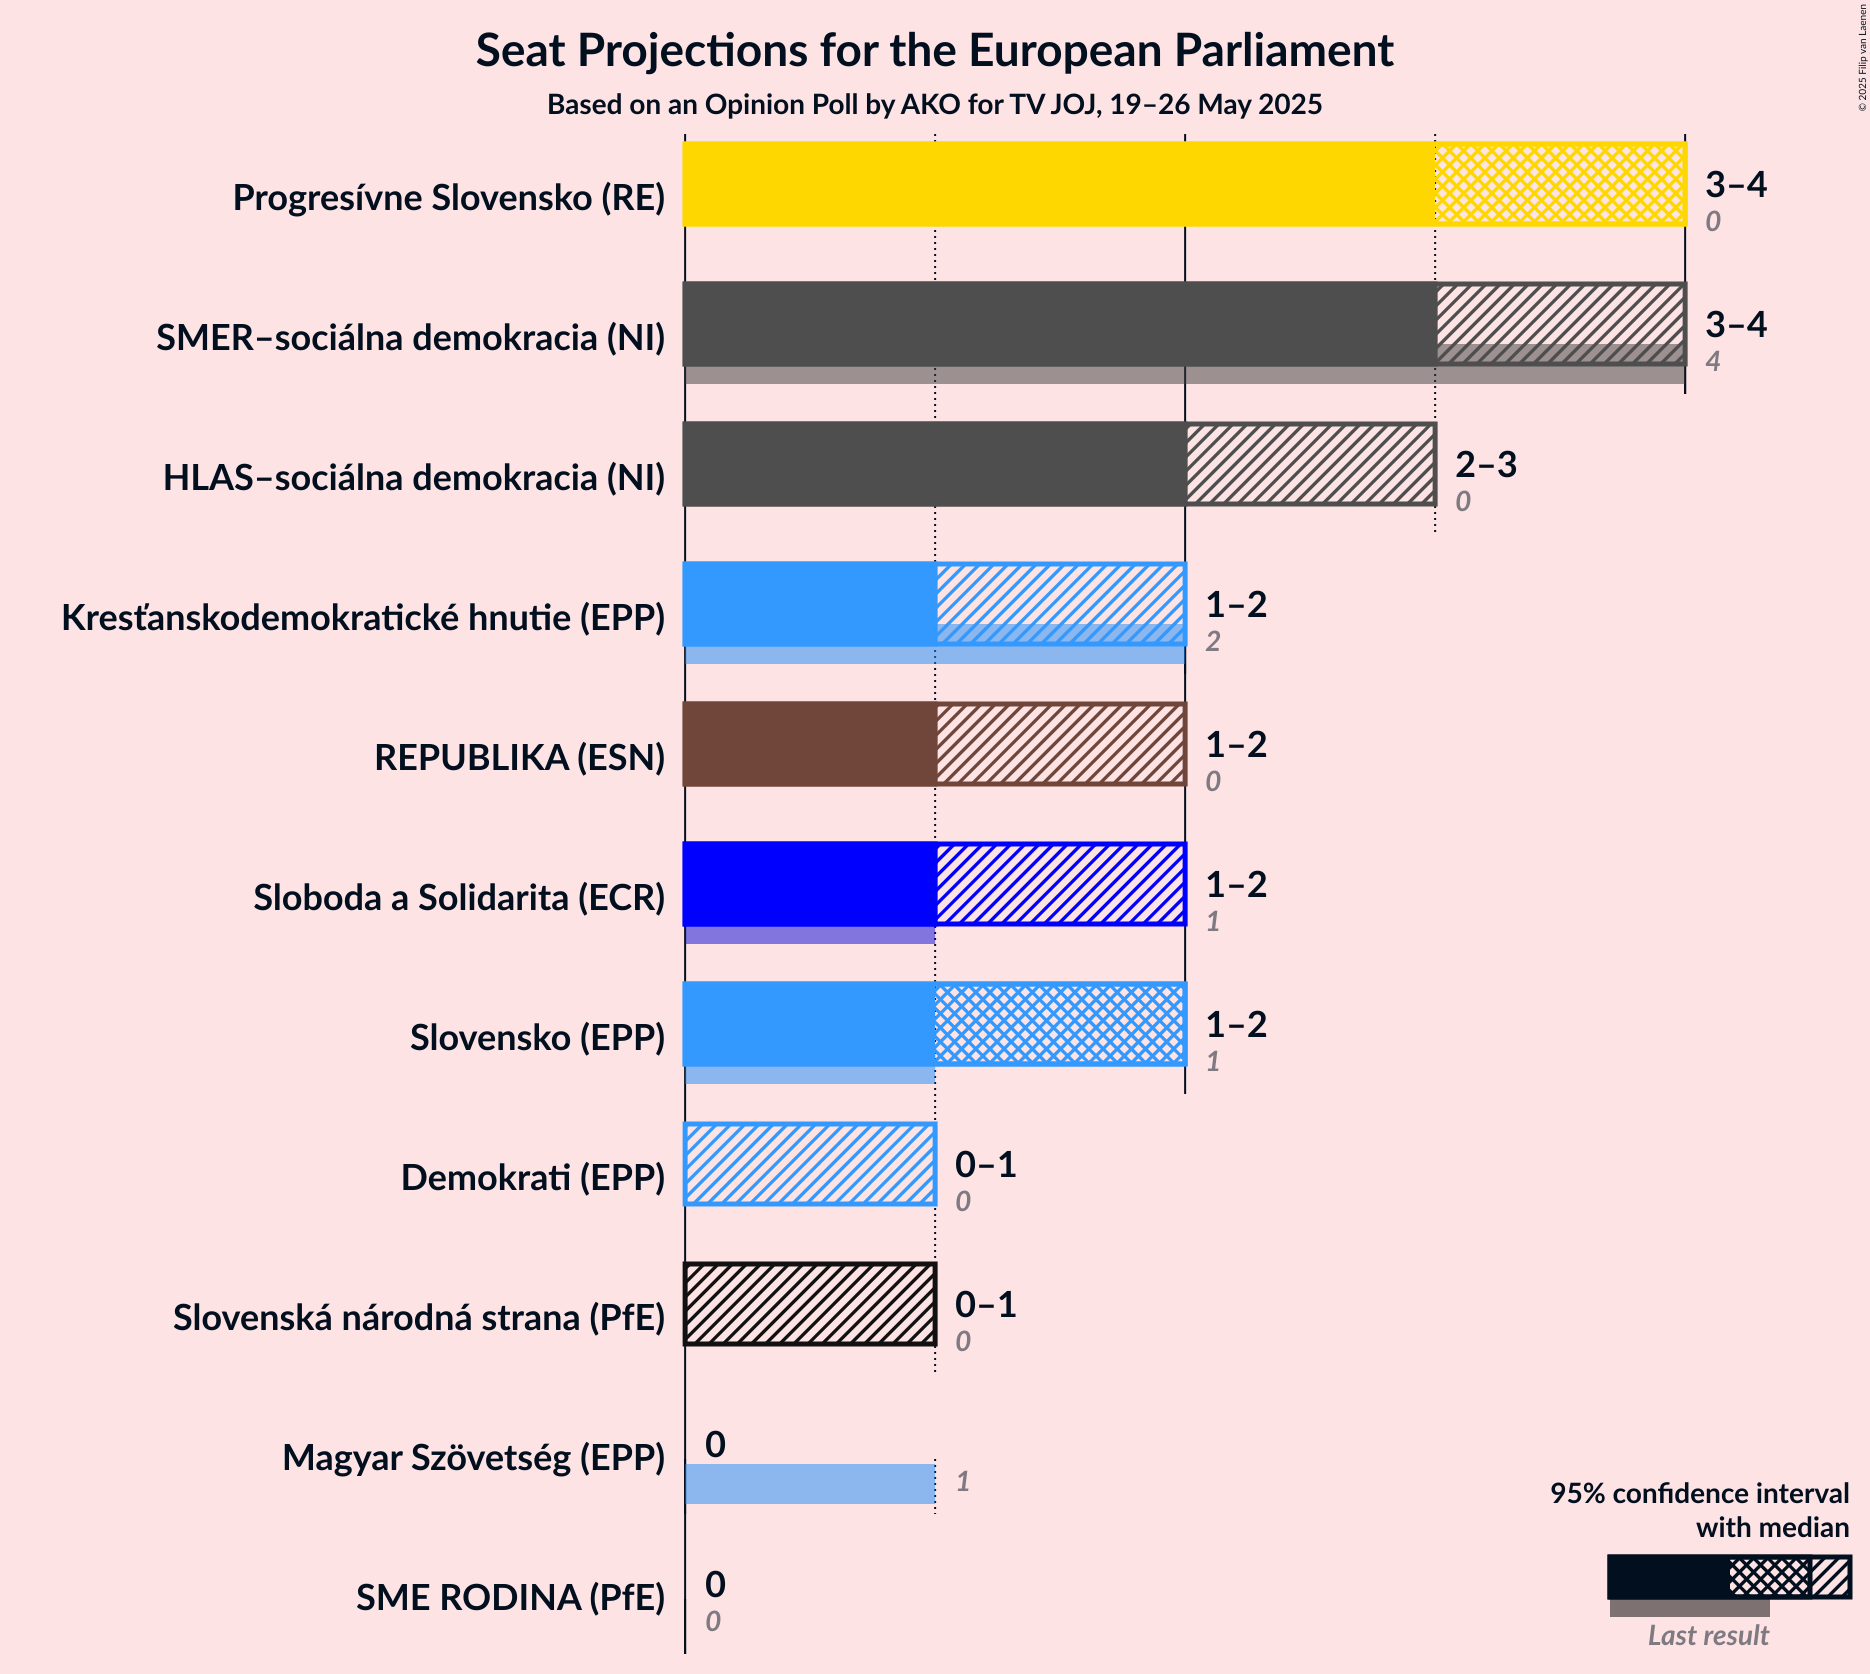 Seat Projections for the European Parliament
Based on an Opinion Poll by AKO for TV JOJ, 19–26 May 2025
© 2025 Filip van Laenen
Progresívne Slovensko (RE)
3–4
0
SMER–sociálna demokracia (NI)
3–4
4
HLAS–sociálna demokracia (NI)
2–3
0
Kresťanskodemokratické hnutie (EPP)
1–2
2
REPUBLIKA (ESN)
1–2
0
Sloboda a Solidarita (ECR)
1–2
1
Slovensko (EPP)
1–2
1
Demokrati (EPP)
0–1
0
Slovenská národná strana (PfE)
0–1
0
Magyar Szövetség (EPP)
0
1
SME RODINA (PfE)
0
0
95% confidence interval
with median
Last result